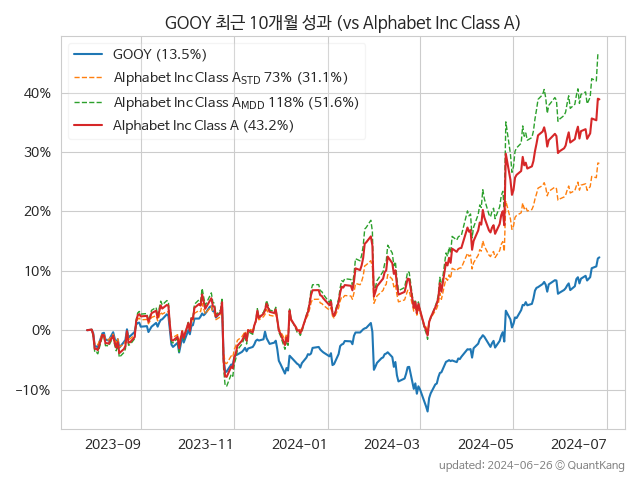 GOOY 최근 10개월 성과 (vs Alphabet Inc Class A)
GOOY (13.5%)
Alphabet Inc Class A_STD 73% (31.1%)
Alphabet Inc Class A_MDD 118% (51.6%)
Alphabet Inc Class A (43.2%)
40%
30%
20%
10%
0%
−10%
2023-09 2023-11 2024-01 2024-03 2024-05 2024-07
updated: 2024-06-26 © QuantKang